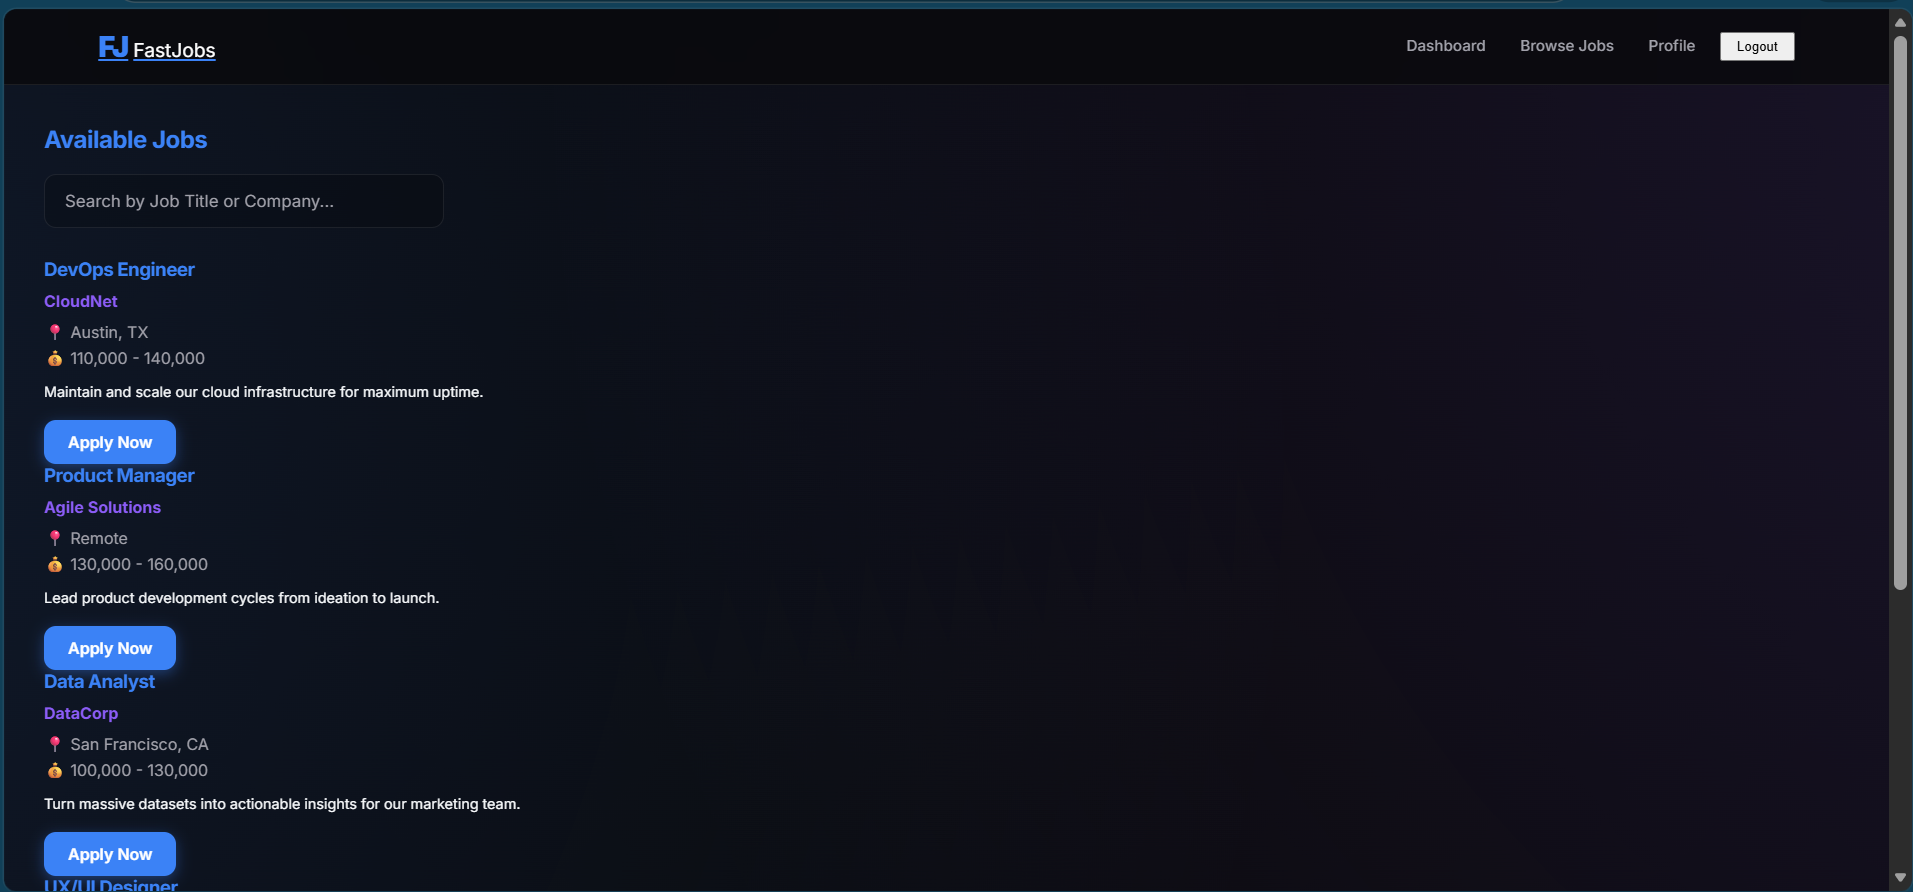 FJ FastJobs
Dashboard Browse Jobs Profile Logout
Available Jobs
Search by Job Title or Company...
DevOps Engineer
CloudNet
Austin, TX
110,000 - 140,000
Maintain and scale our cloud infrastructure for maximum uptime.
Apply Now
Product Manager
Agile Solutions
Remote
130,000 - 160,000
Lead product development cycles from ideation to launch.
Apply Now
Data Analyst
DataCorp
San Francisco, CA
100,000 - 130,000
Turn massive datasets into actionable insights for our marketing team.
Apply Now
UX/UI Designer